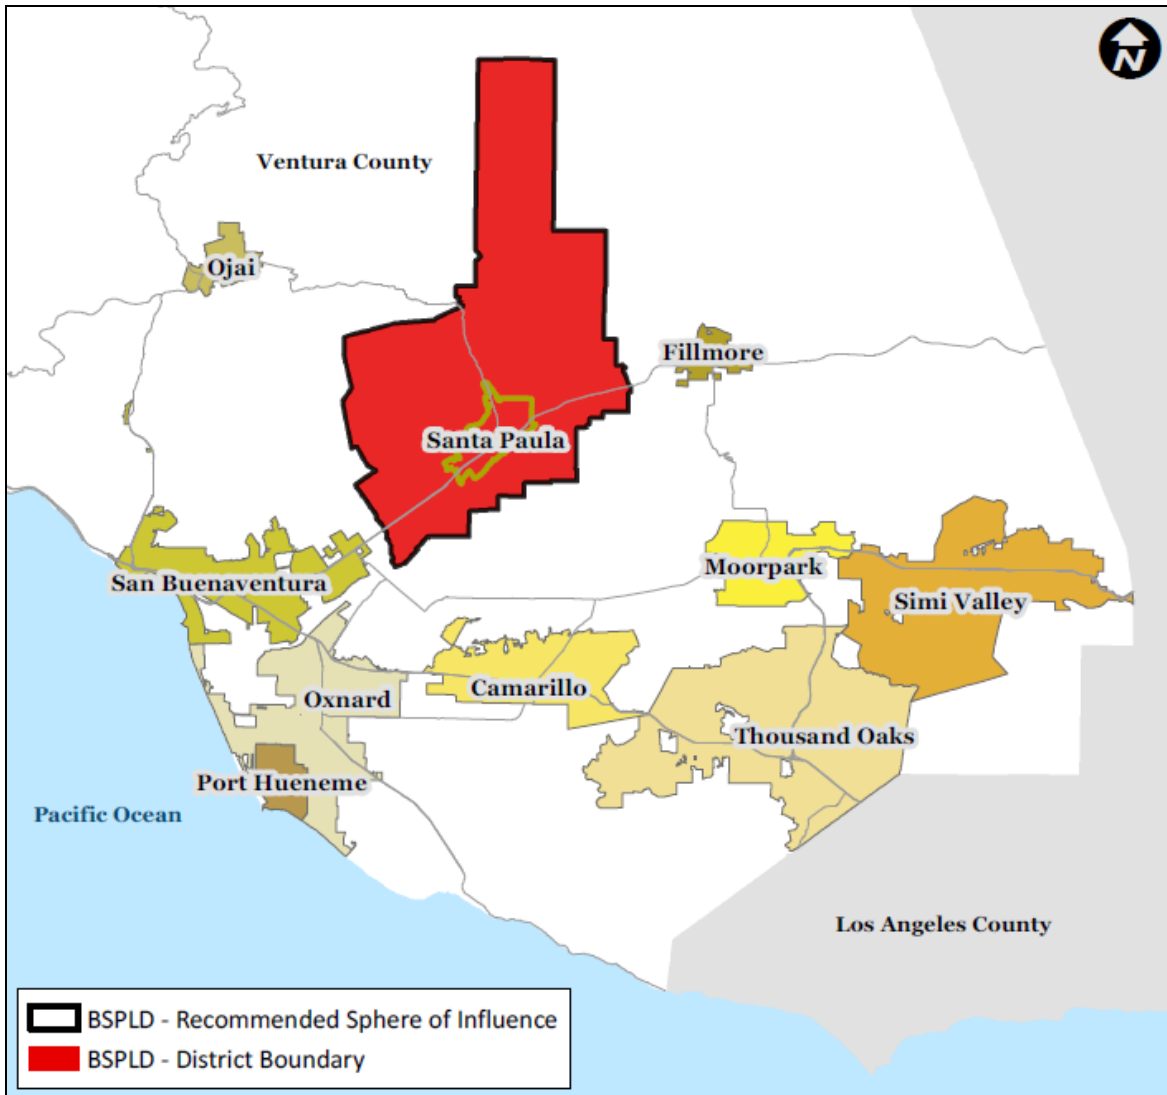 N
Ventura County
Ojai
Fillmore
Santa Paula
Moorpark
San Buenaventura
Simi Valley
Camarillo
Oxnard
Thousand Oaks
Port Hueneme
Pacific Ocean
Los Angeles County
BSPLD - Recommended Sphere of Influence
BSPLD - District Boundary